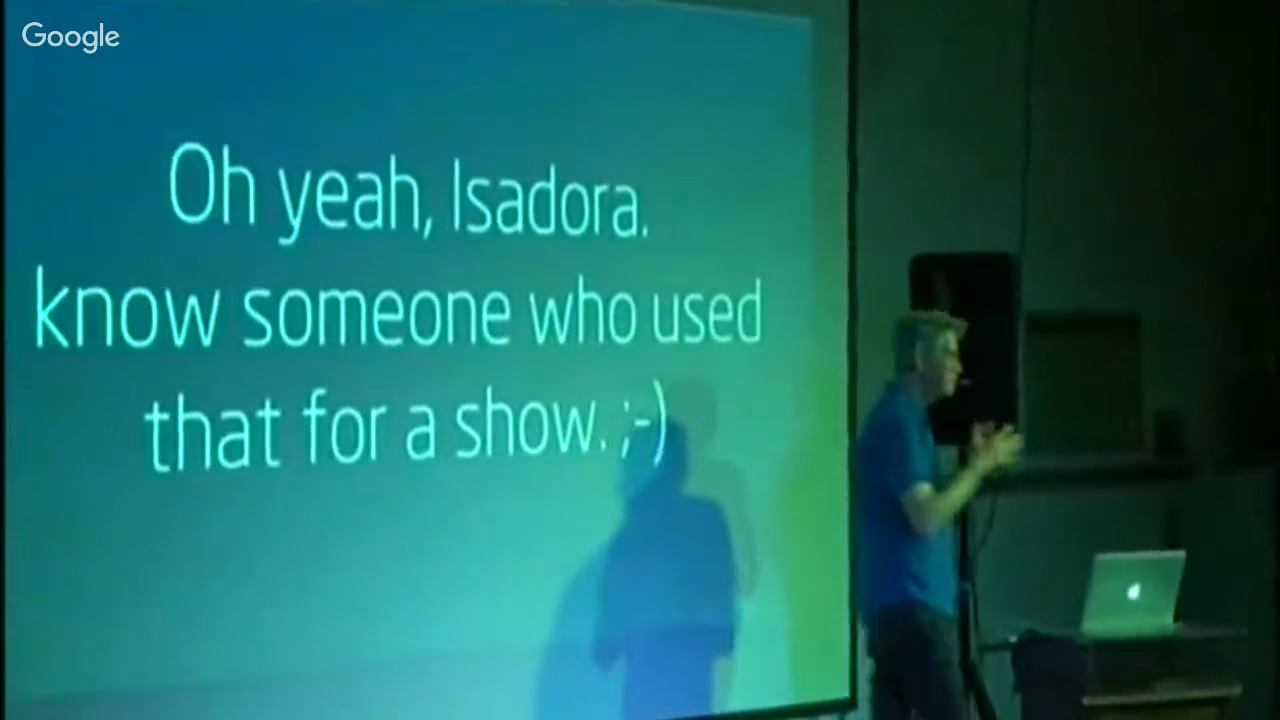 Google
Oh yeah, Isadora.
know someone who used
that for a show. ;-)